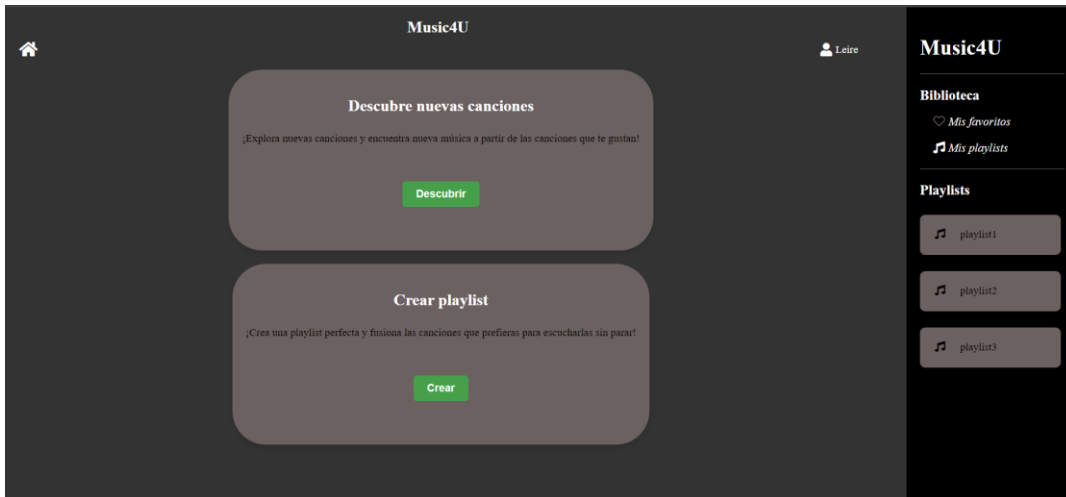 Music4U
Leire
Descubre nuevas canciones
¡Explora nuevas canciones y encuentra nueva música a partir de las canciones que te gustan!
Descubrir
Crear playlist
¡Crea una playlist perfecta y fusiona las canciones que prefieras para escucharlas sin parar!
Crear
Music4U
Biblioteca
Mis favoritos
Mis playlists
Playlists
playlist1
playlist2
playlist3